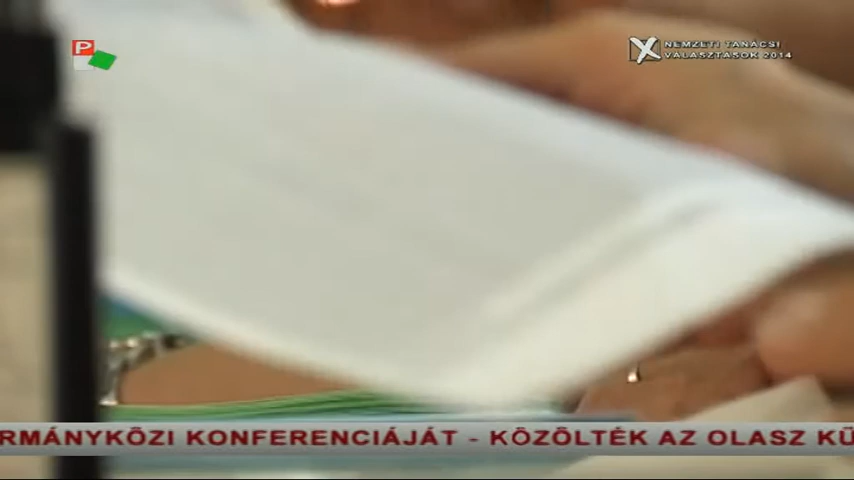 P
NEMZETI TANÁCSI
VÁLASZTÁSOK 2014
RMÁNYKÖZI KONFERENCIÁJÁT - KÖZÖLTÉK AZ OLASZ KÜ